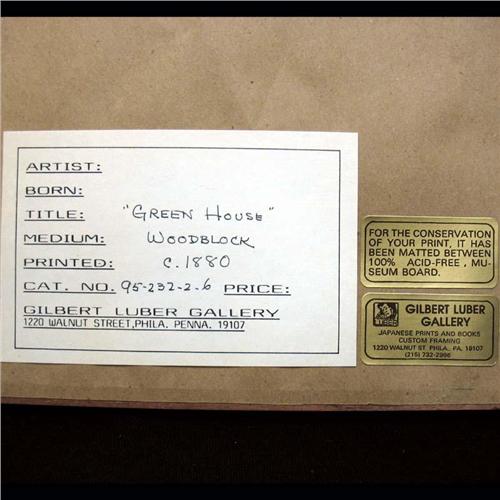 ARTIST:
BORN:
TITLE: "GREEN HOUSE"
MEDIUM: WOODBLOCK
PRINTED: c.1880
CAT. NO. 95-232-2-6 PRICE:
GILBERT LUBER GALLERY
1220 WALNUT STREET,PHILA. PENNA. 19107
FOR THE CONSERVATION
OF YOUR PRINT, IT HAS
BEEN MATTED BETWEEN
100% ACID-FREE, MU-
SEUM BOARD.
GILBERT LUBER
GALLERY
JAPANESE PRINTS AND BOOKS
CUSTOM FRAMING
1220 WALNUT ST. PHILA., PA. 19107
(215) 732-2996